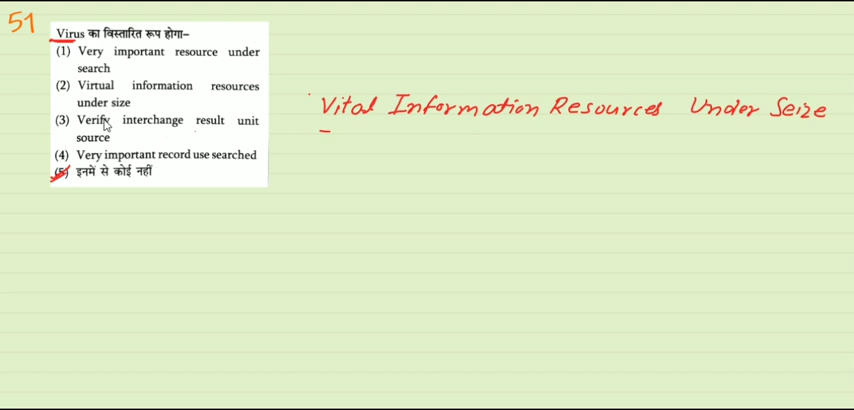 51
Virus का विस्तारित रूप होगा–
(1) Very important resource under
search
(2) Virtual information resources
under size
(3) Verify interchange result unit
source
(4) Very important record use searched
(5) इनमें से कोई नहीं
Vital Information Resources Under Seize